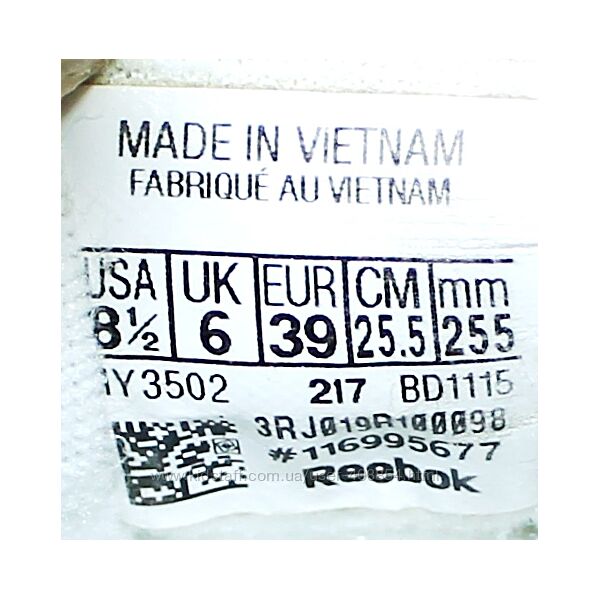 MADE IN VIETNAM
FABRIQUÉ AU VIETNAM
USA UK EUR CM mm
8½ 6 39 25.5 255
217 BD1115
3RJ019R100098
#116995677
Reebok